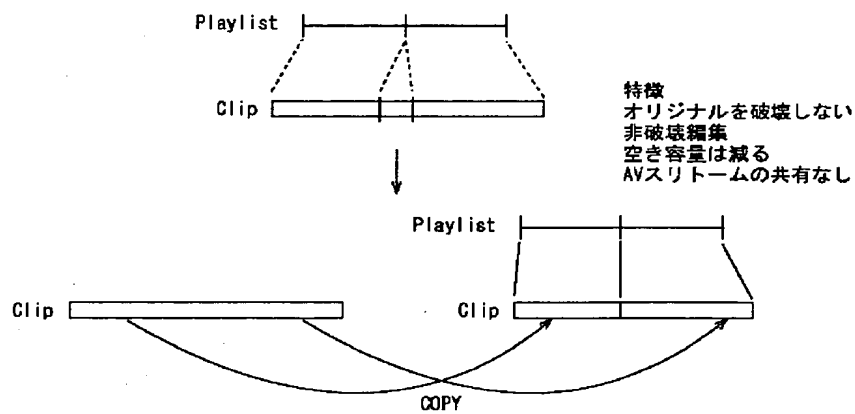 Playlist
Clip
特徴
オリジナルを破壊しない
非破壊編集
空き容量は減る
AVスリトームの共有なし
Playlist
Clip
Clip
COPY